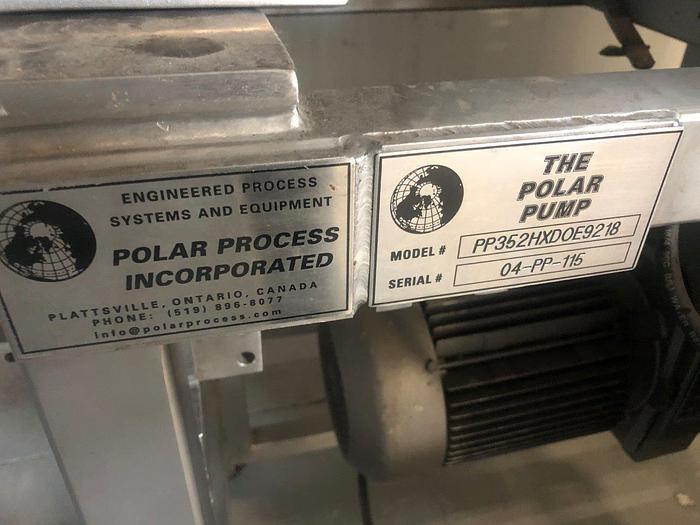 ENGINEERED PROCESS
SYSTEMS AND EQUIPMENT
POLAR PROCESS
INCORPORATED
PLATTSVILLE, ONTARIO, CANADA
PHONE: (519) 896-8077
info@polarprocess.com
THE
POLAR
PUMP
MODEL # PP352HXDOE9218
SERIAL # 04-PP-115